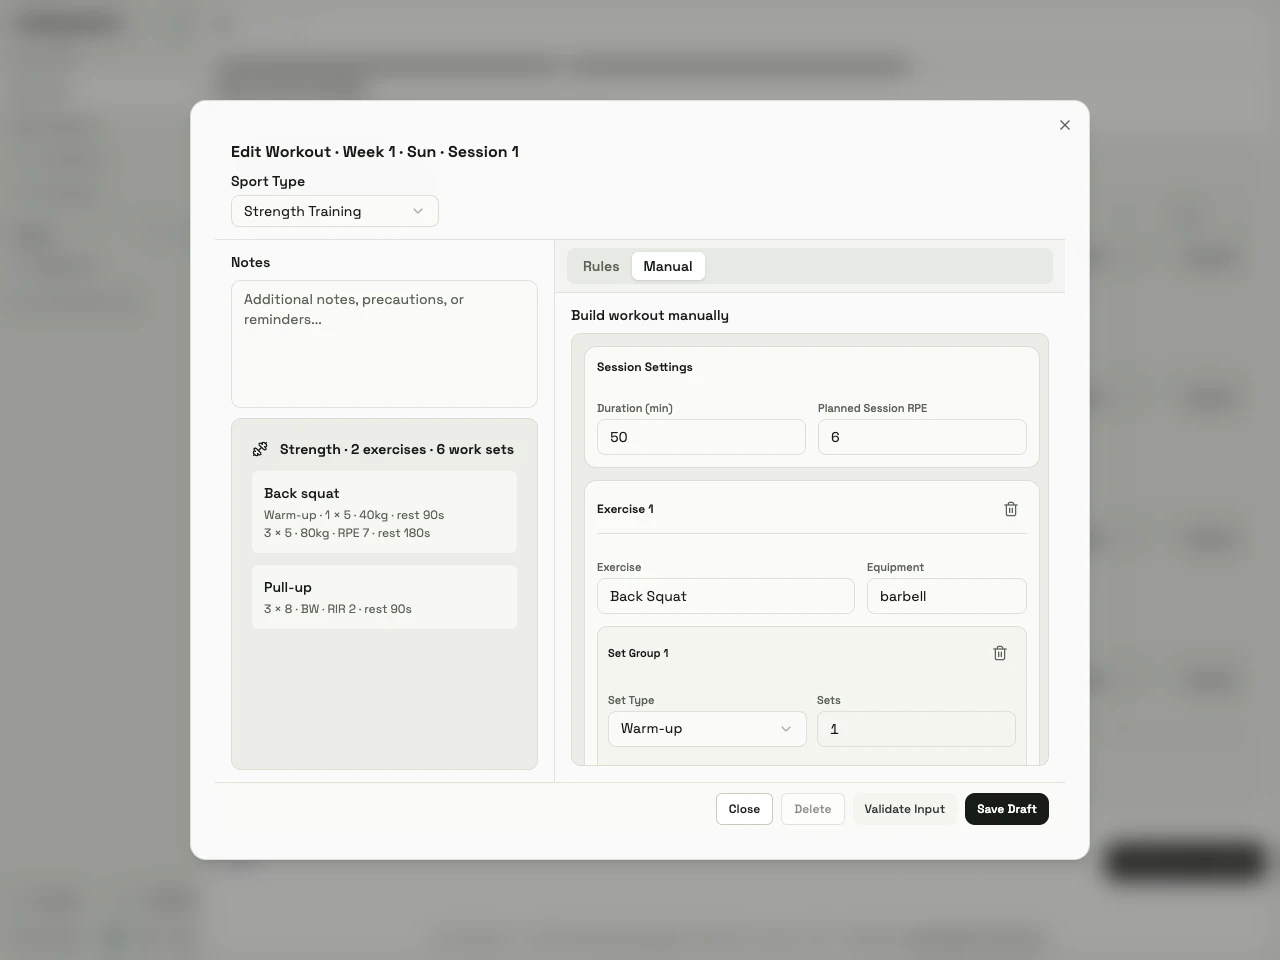 Edit Workout · Week 1 · Sun · Session 1
Sport Type
Strength Training
Notes
Additional notes, precautions, or
reminders...
Strength · 2 exercises · 6 work sets
Back squat
Warm-up · 1 × 5 · 40kg · rest 90s
3 × 5 · 80kg · RPE 7 · rest 180s
Pull-up
3 × 8 · BW · RIR 2 · rest 90s
Rules
Manual
Build workout manually
Session Settings
Duration (min)
Planned Session RPE
50
6
Exercise 1
Exercise
Equipment
Back Squat
barbell
Set Group 1
Set Type
Sets
Warm-up
1
Close
Delete
Validate Input
Save Draft